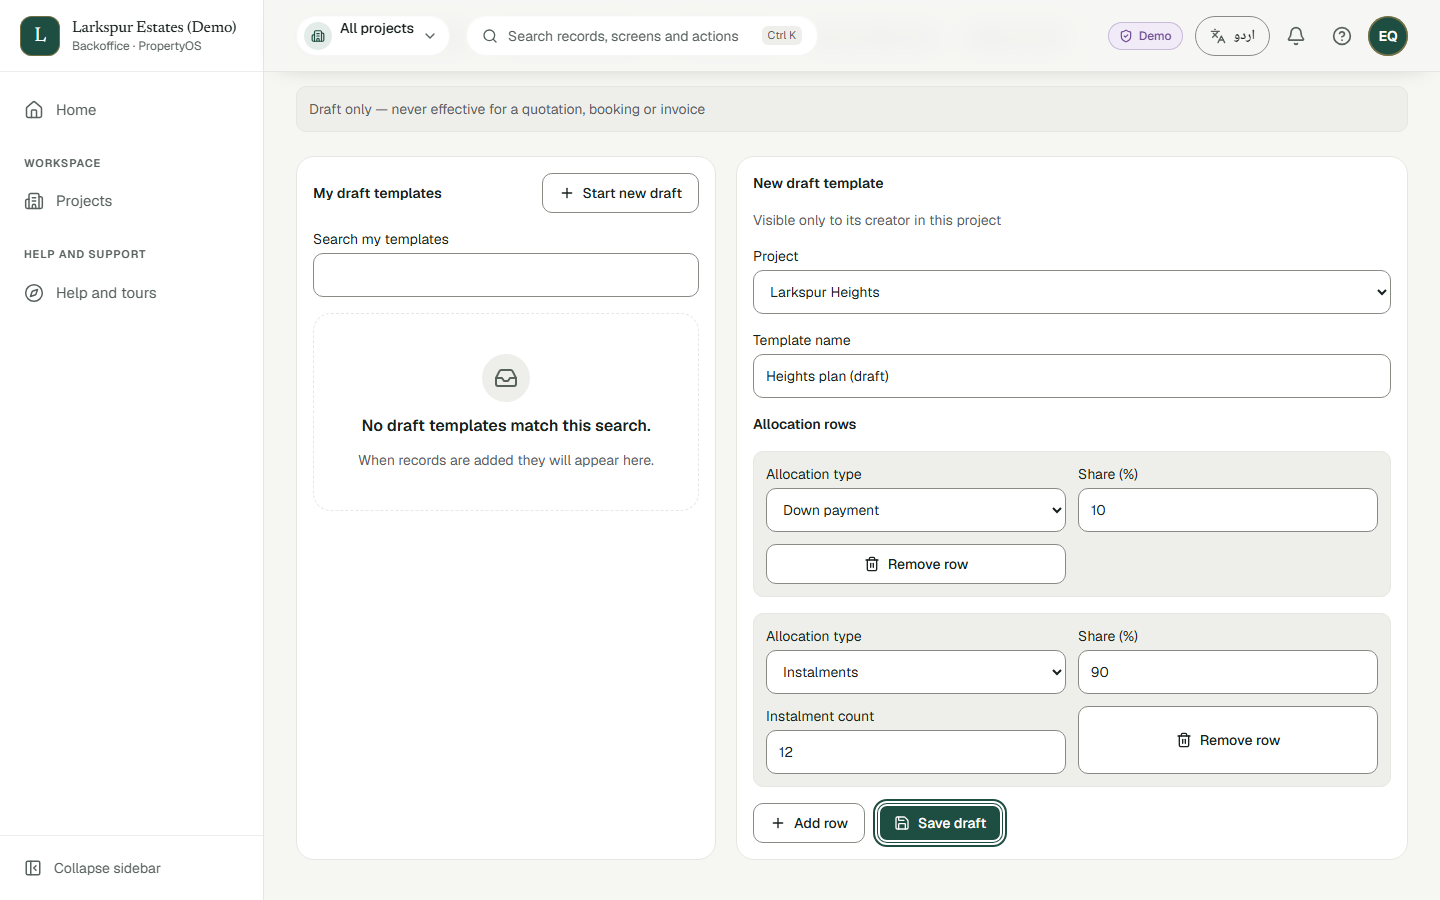 L
Larkspur Estates (Demo)
Backoffice · PropertyOS
All projects
Search records, screens and actions
Ctrl K
Demo
اردو
EQ
Home
WORKSPACE
Projects
HELP AND SUPPORT
Help and tours
Collapse sidebar
Draft only — never effective for a quotation, booking or invoice
My draft templates
Start new draft
Search my templates
No draft templates match this search.
When records are added they will appear here.
New draft template
Visible only to its creator in this project
Project
Larkspur Heights
Template name
Heights plan (draft)
Allocation rows
Allocation type
Share (%)
Down payment
10
Remove row
Allocation type
Share (%)
Instalments
90
Instalment count
12
Remove row
Add row
Save draft